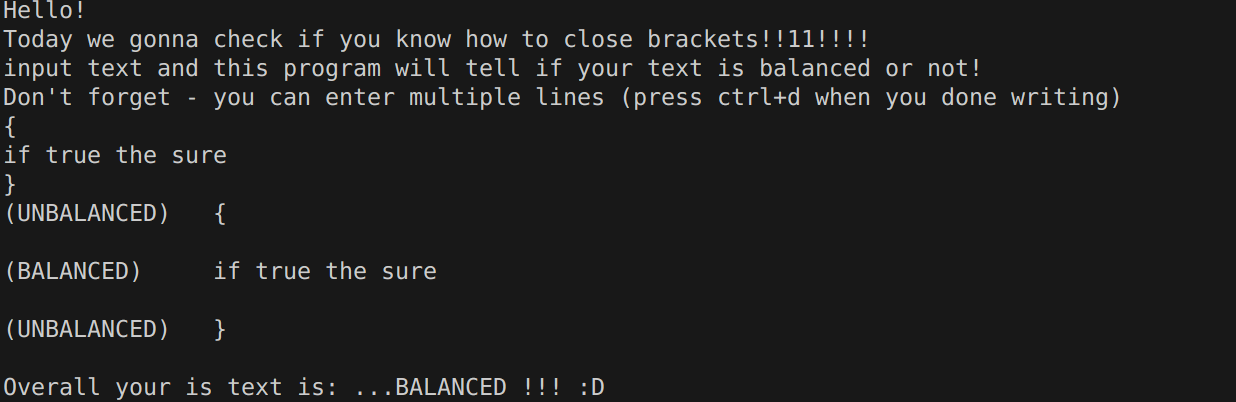 Hello!
Today we gonna check if you know how to close brackets!!11!!!!
input text and this program will tell if your text is balanced or not!
Don't forget - you can enter multiple lines (press ctrl+d when you done writing)
{
if true the sure
}
(UNBALANCED)   {
(BALANCED)     if true the sure
(UNBALANCED)   }
Overall your is text is: ...BALANCED !!! :D